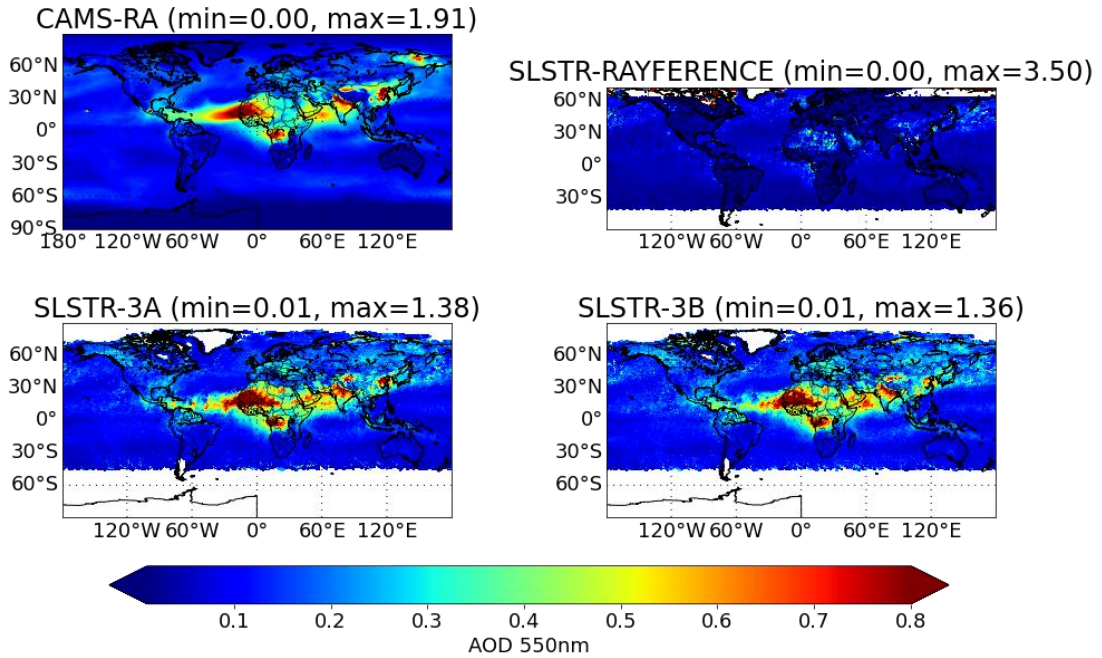 CAMS-RA (min=0.00, max=1.91)
60°N
30°N
0°
30°S
60°S
90°S
180° 120°W 60°W 0° 60°E 120°E
SLSTR-RAYFERENCE (min=0.00, max=3.50)
60°N
30°N
0°
30°S
120°W 60°W 0° 60°E 120°E
SLSTR-3A (min=0.01, max=1.38)
60°N
30°N
0°
30°S
60°S
120°W 60°W 0° 60°E 120°E
SLSTR-3B (min=0.01, max=1.36)
60°N
30°N
0°
30°S
60°S
120°W 60°W 0° 60°E 120°E
0.1 0.2 0.3 0.4 0.5 0.6 0.7 0.8
AOD 550nm